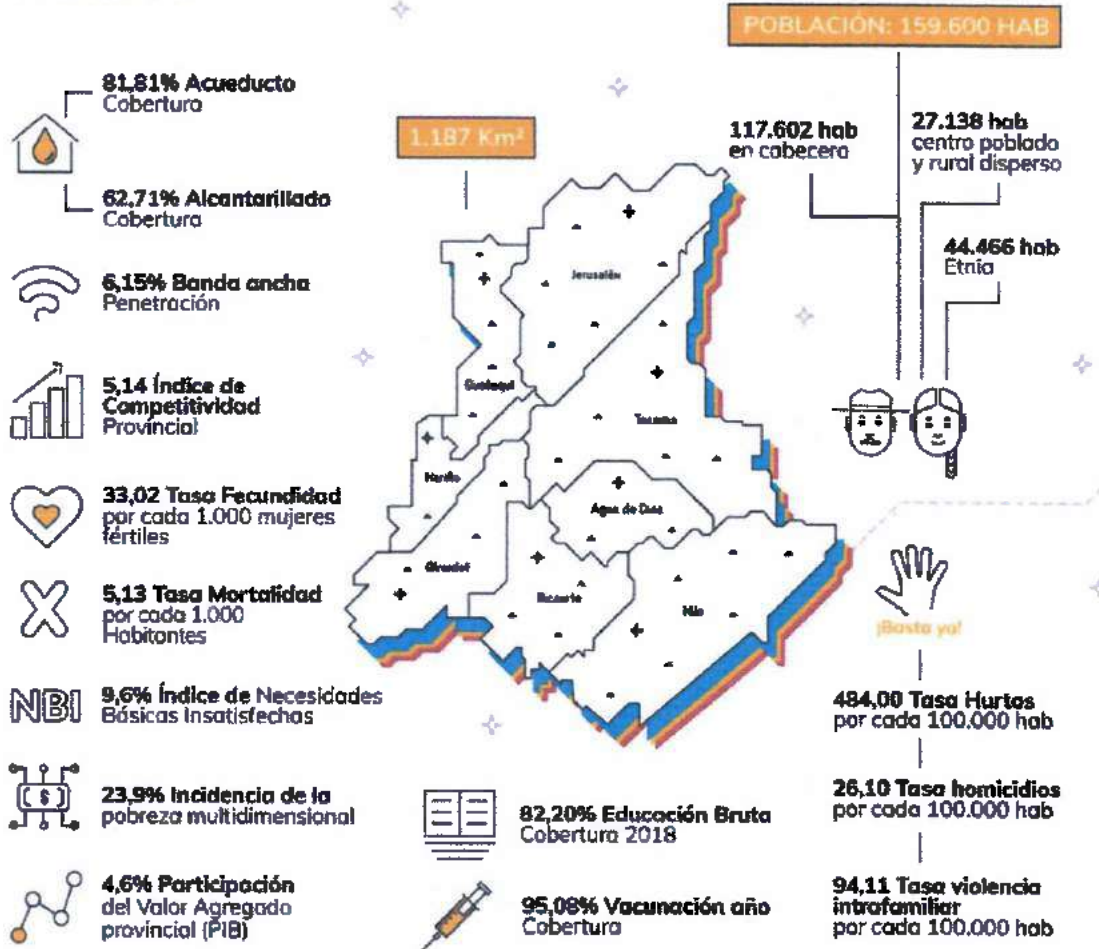 POBLACIÓN: 159.600 HAB
81,81% Acueducto
Cobertura
62,71% Alcantarillado
Cobertura
6,15% Banda ancha
Penetración
5,14 Índice de
Competitividad
Provincial
33,02 Tasa Fecundidad
por cada 1.000 mujeres
fértiles
5,13 Tasa Mortalidad
por cada 1.000
Habitantes
NBI
9,6% Índice de Necesidades
Básicas Insatisfechas
$
23,9% Incidencia de la
pobreza multidimensional
4,6% Participación
del Valor Agregado
provincial (PIB)
1.187 Km²
Jerusalén
Guataquí
Tocaima
Nariño
Agua de Dios
Girardot
Ricaurte
Nilo
82,20% Educación Bruta
Cobertura 2018
95,08% Vacunación año
Cobertura
117.602 hab
en cabecera
27.138 hab
centro poblado
y rural disperso
44.466 hab
Etnia
¡Basta ya!
484,00 Tasa Hurtos
por cada 100.000 hab
26,10 Tasa homicidios
por cada 100.000 hab
94,11 Tasa violencia
intrafamiliar
por cada 100.000 hab